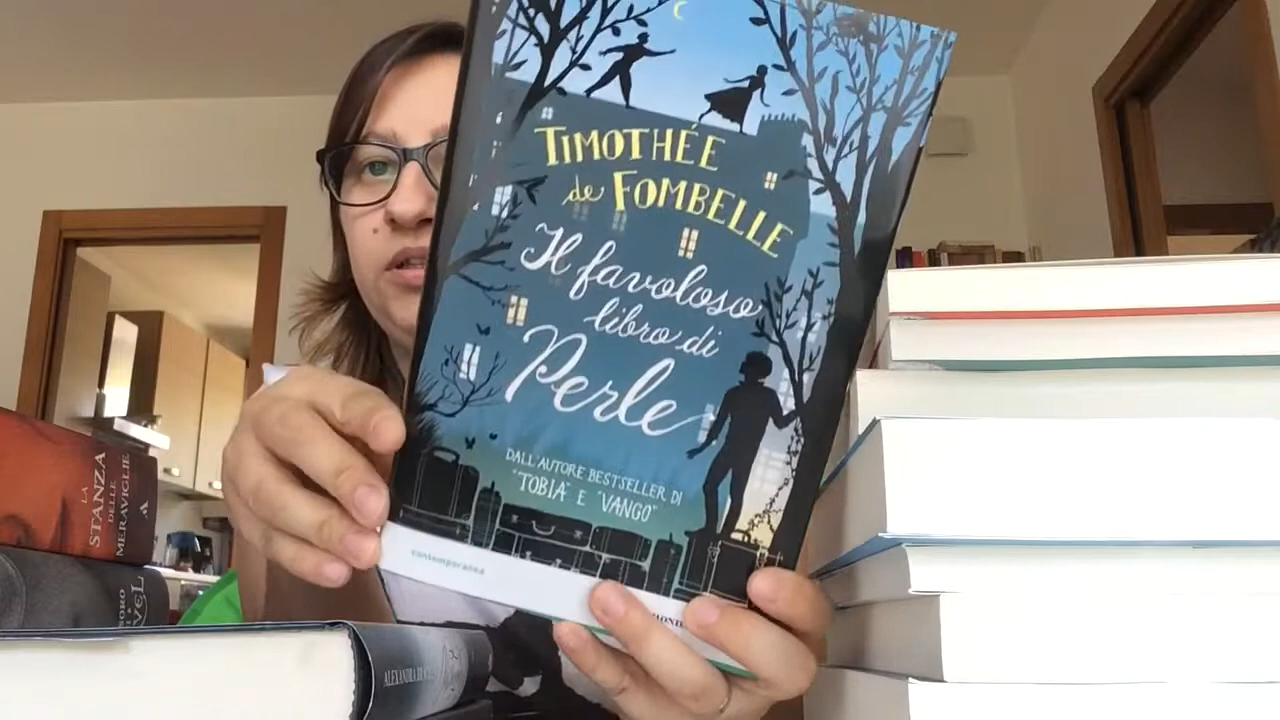 TIMOTHÉE
de FOMBELLE
Il favoloso
libro di
Perle
DALL'AUTORE BESTSELLER DI
"TOBIA" E "VANGO"
contemporanea
LA
STANZA
DELLE
MERAVIGLIE
A
ALEXANDRA